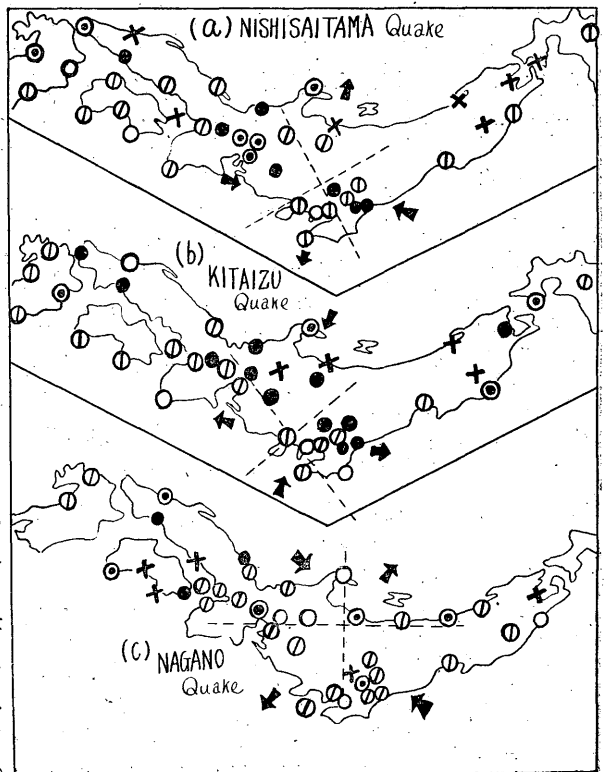 (a) NISHISAITAMA Quake
(b)
KITAIZU
Quake
(c)
NAGANO
Quake